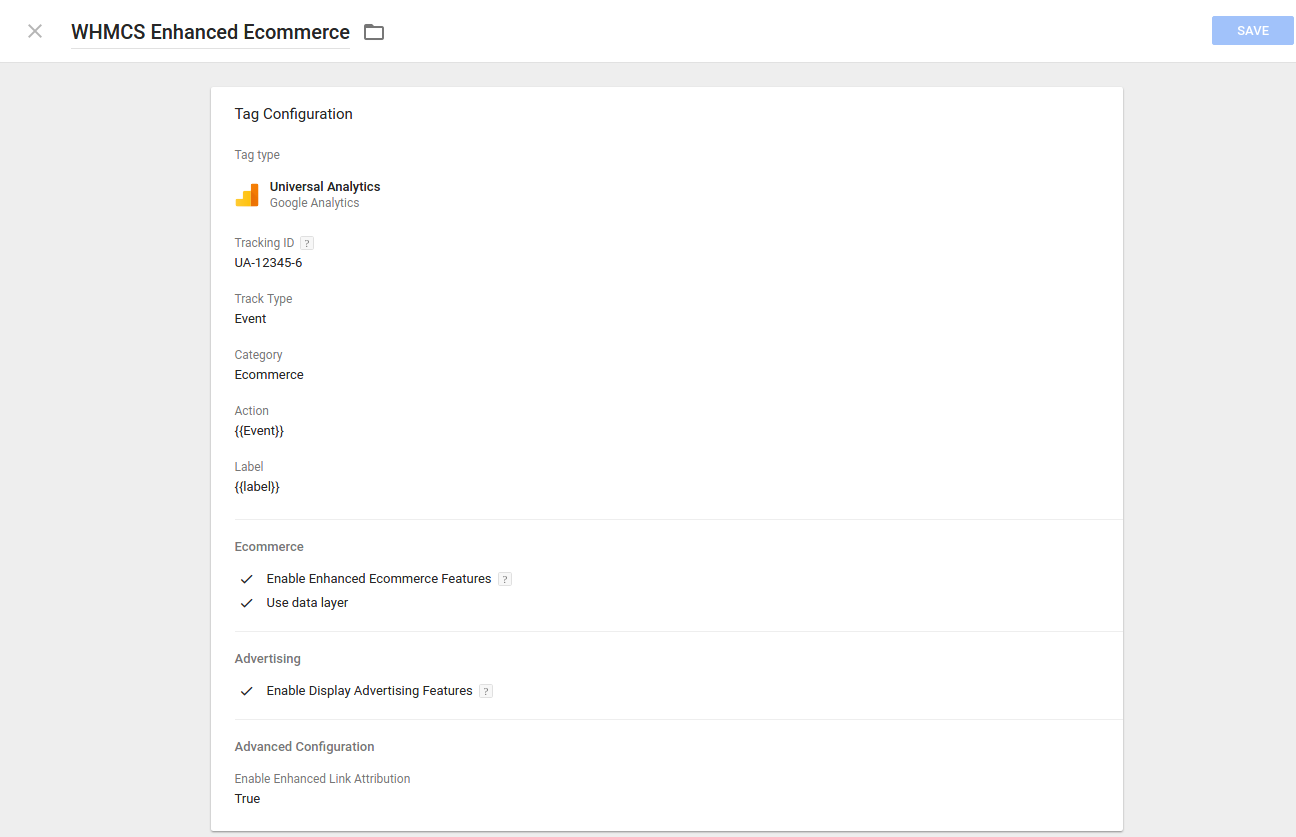 WHMCS Enhanced Ecommerce
SAVE
Tag Configuration
Tag type
Universal Analytics
Google Analytics
Tracking ID ?
UA-12345-6
Track Type
Event
Category
Ecommerce
Action
{{Event}}
Label
{{label}}
Ecommerce
Enable Enhanced Ecommerce Features ?
Use data layer
Advertising
Enable Display Advertising Features ?
Advanced Configuration
Enable Enhanced Link Attribution
True